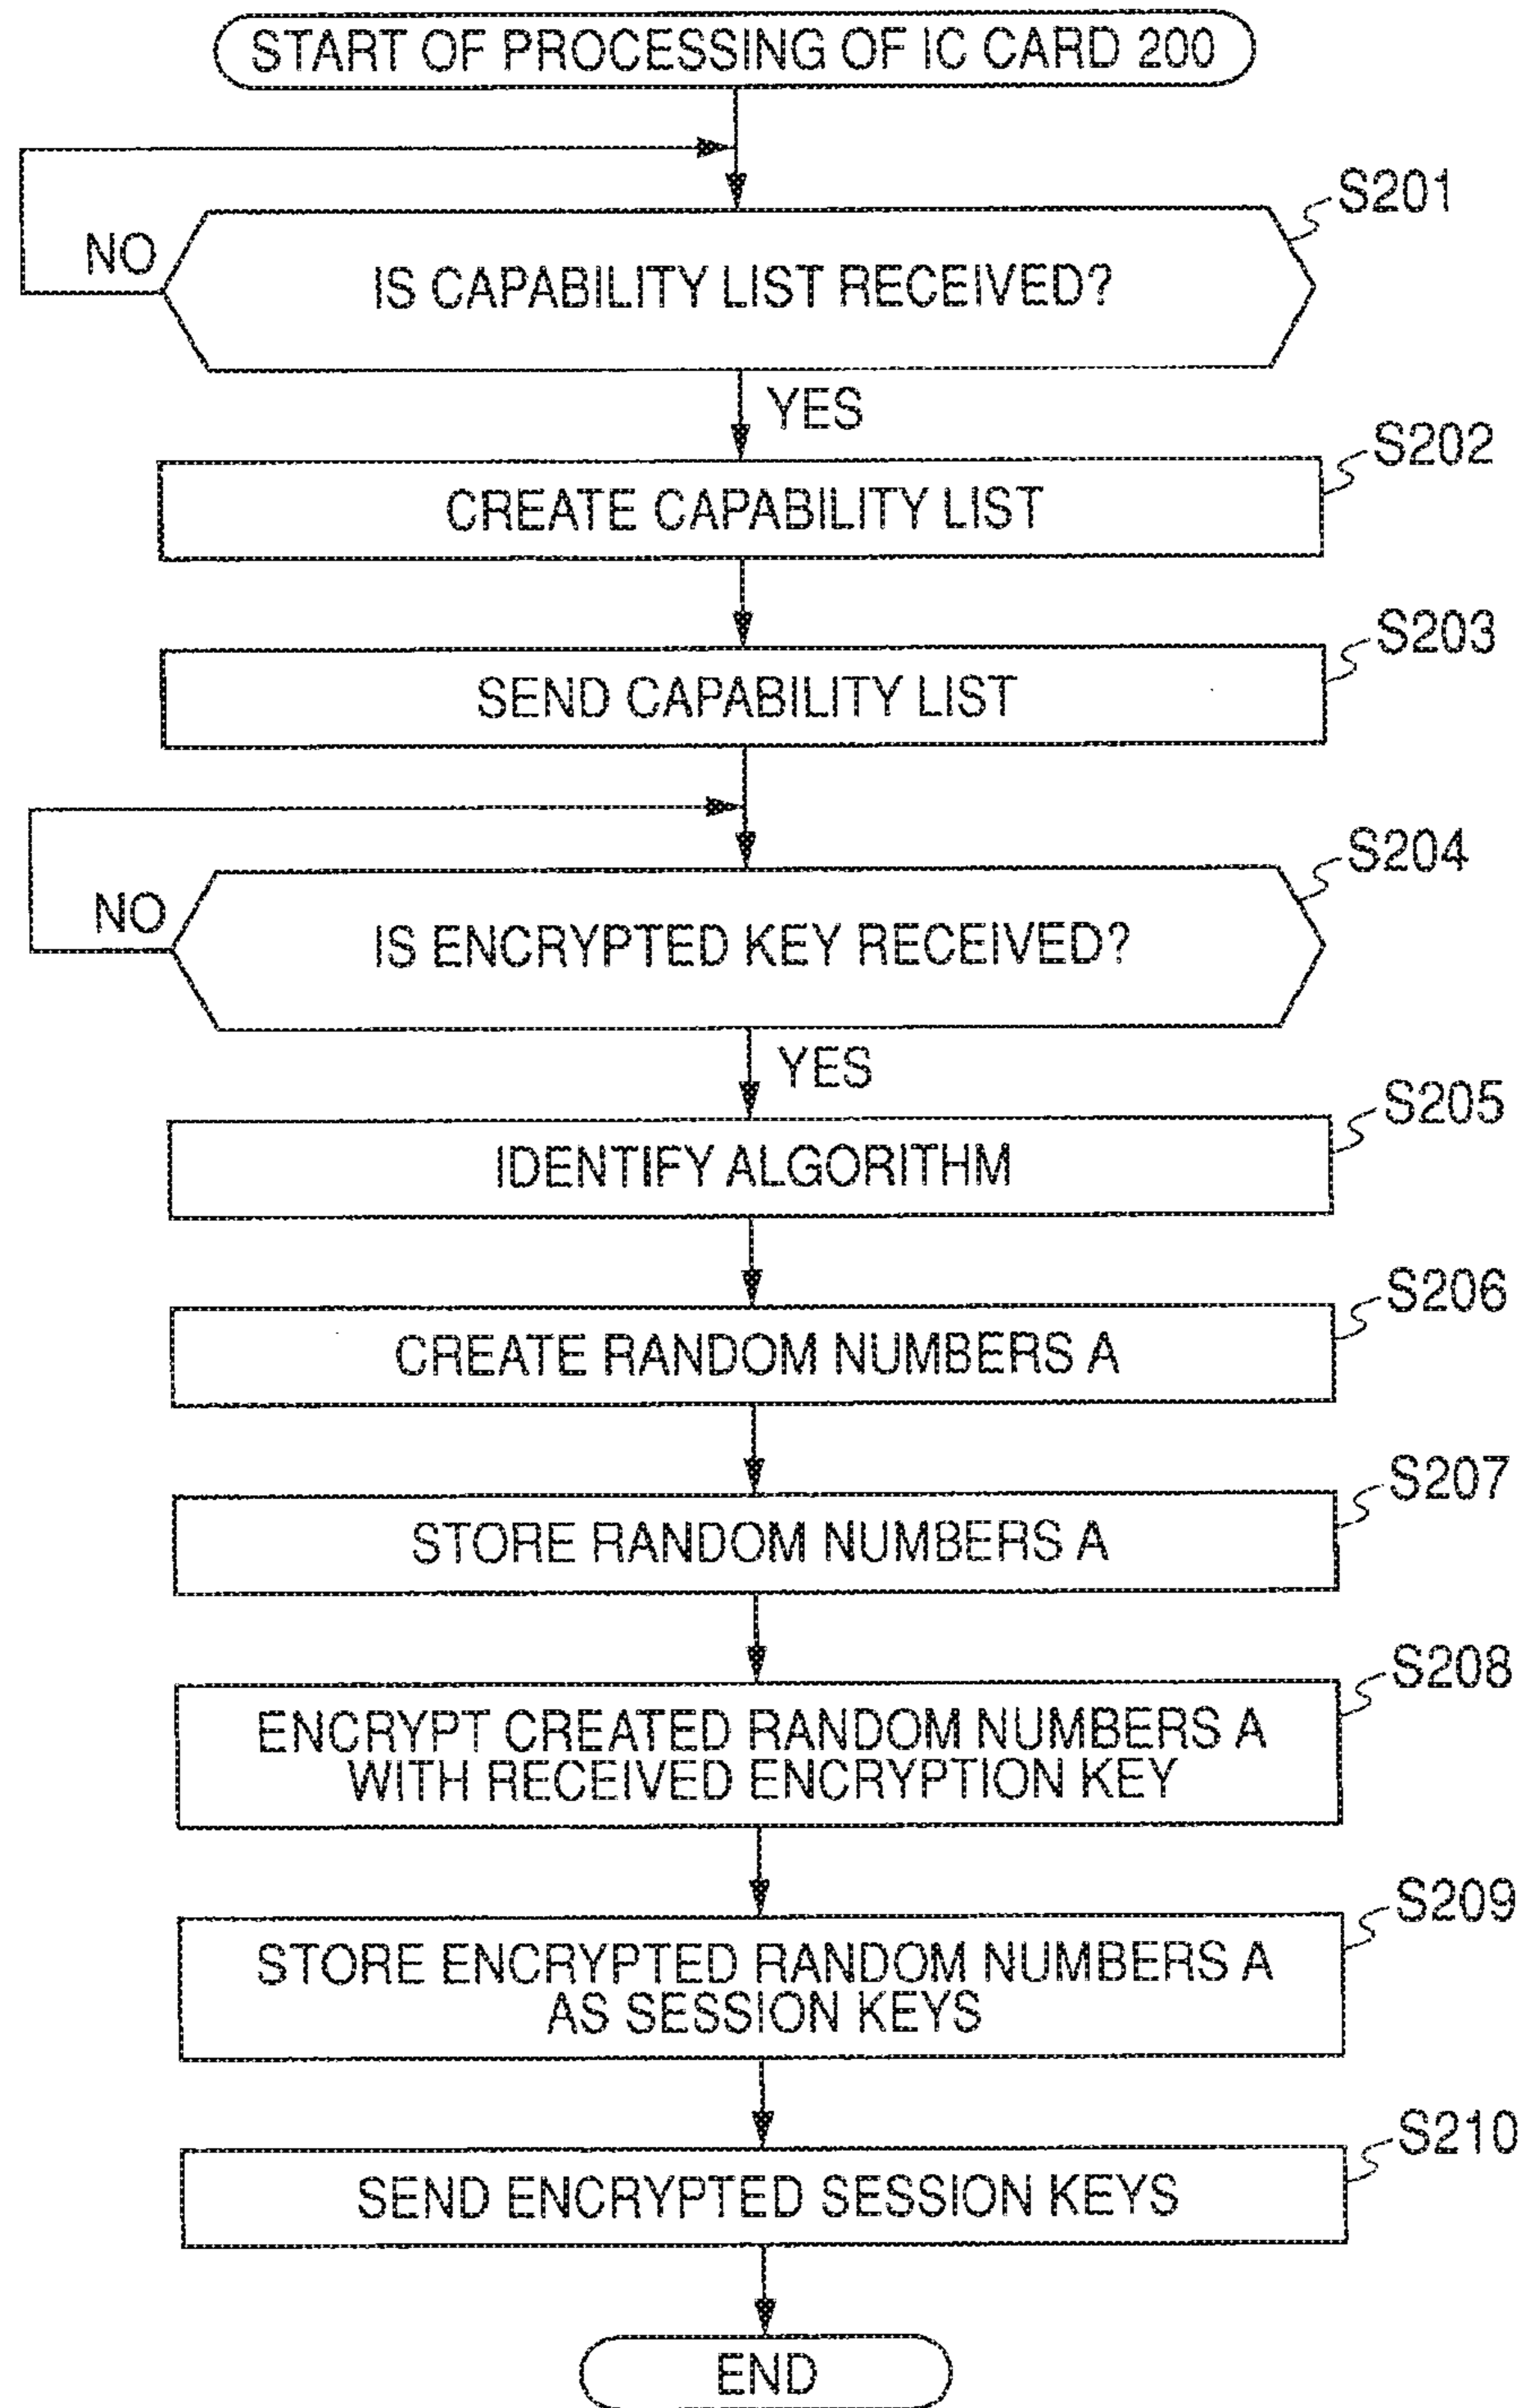 START OF PROCESSING OF IC CARD 200
S201
NO
IS CAPABILITY LIST RECEIVED?
YES
S202
CREATE CAPABILITY LIST
S203
SEND CAPABILITY LIST
S204
NO
IS ENCRYPTED KEY RECEIVED?
YES
S205
IDENTIFY ALGORITHM
S206
CREATE RANDOM NUMBERS A
S207
STORE RANDOM NUMBERS A
S208
ENCRYPT CREATED RANDOM NUMBERS A
WITH RECEIVED ENCRYPTION KEY
S209
STORE ENCRYPTED RANDOM NUMBERS A
AS SESSION KEYS
S210
SEND ENCRYPTED SESSION KEYS
END